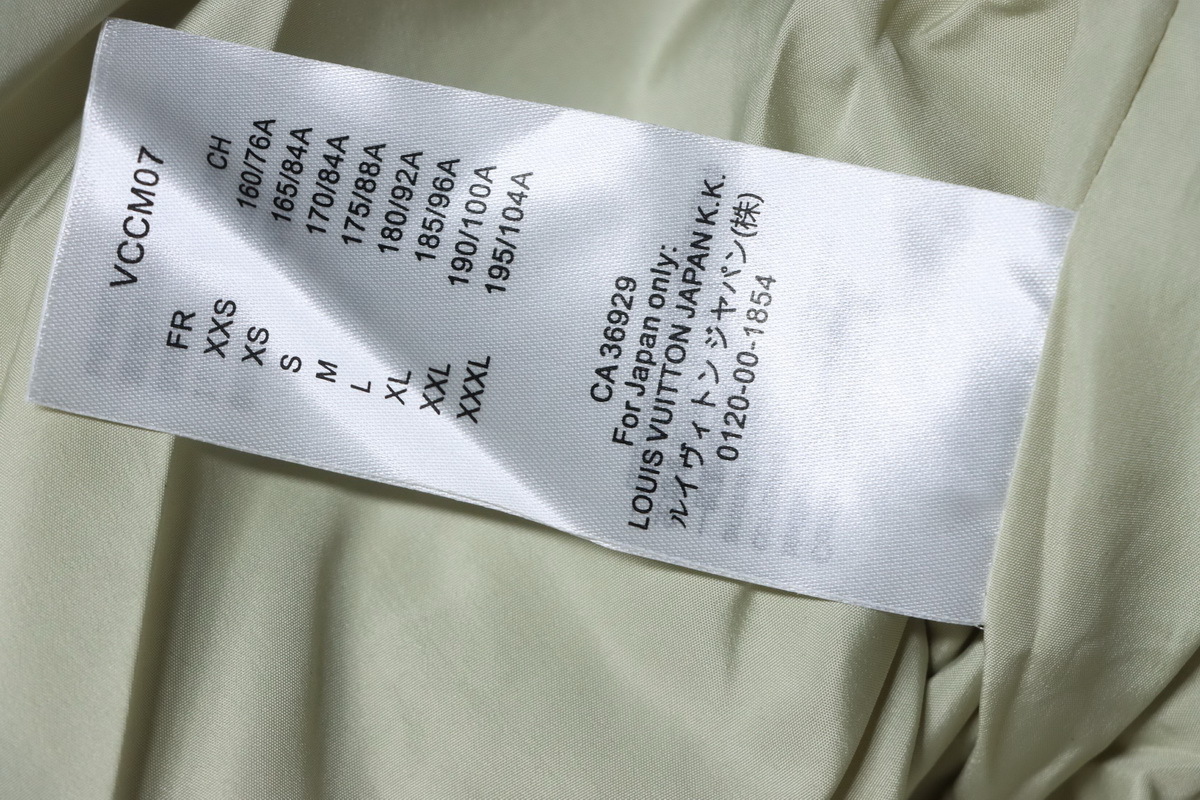 VCCM07
FR CH
XXS 160/76A
XS 165/84A
S 170/84A
M 175/88A
L 180/92A
XL 185/96A
XXL 190/100A
XXXL 195/104A
CA 36929
For Japan only:
LOUIS VUITTON JAPAN K.K.
ルイヴィトンジャパン(株)
0120-00-1854